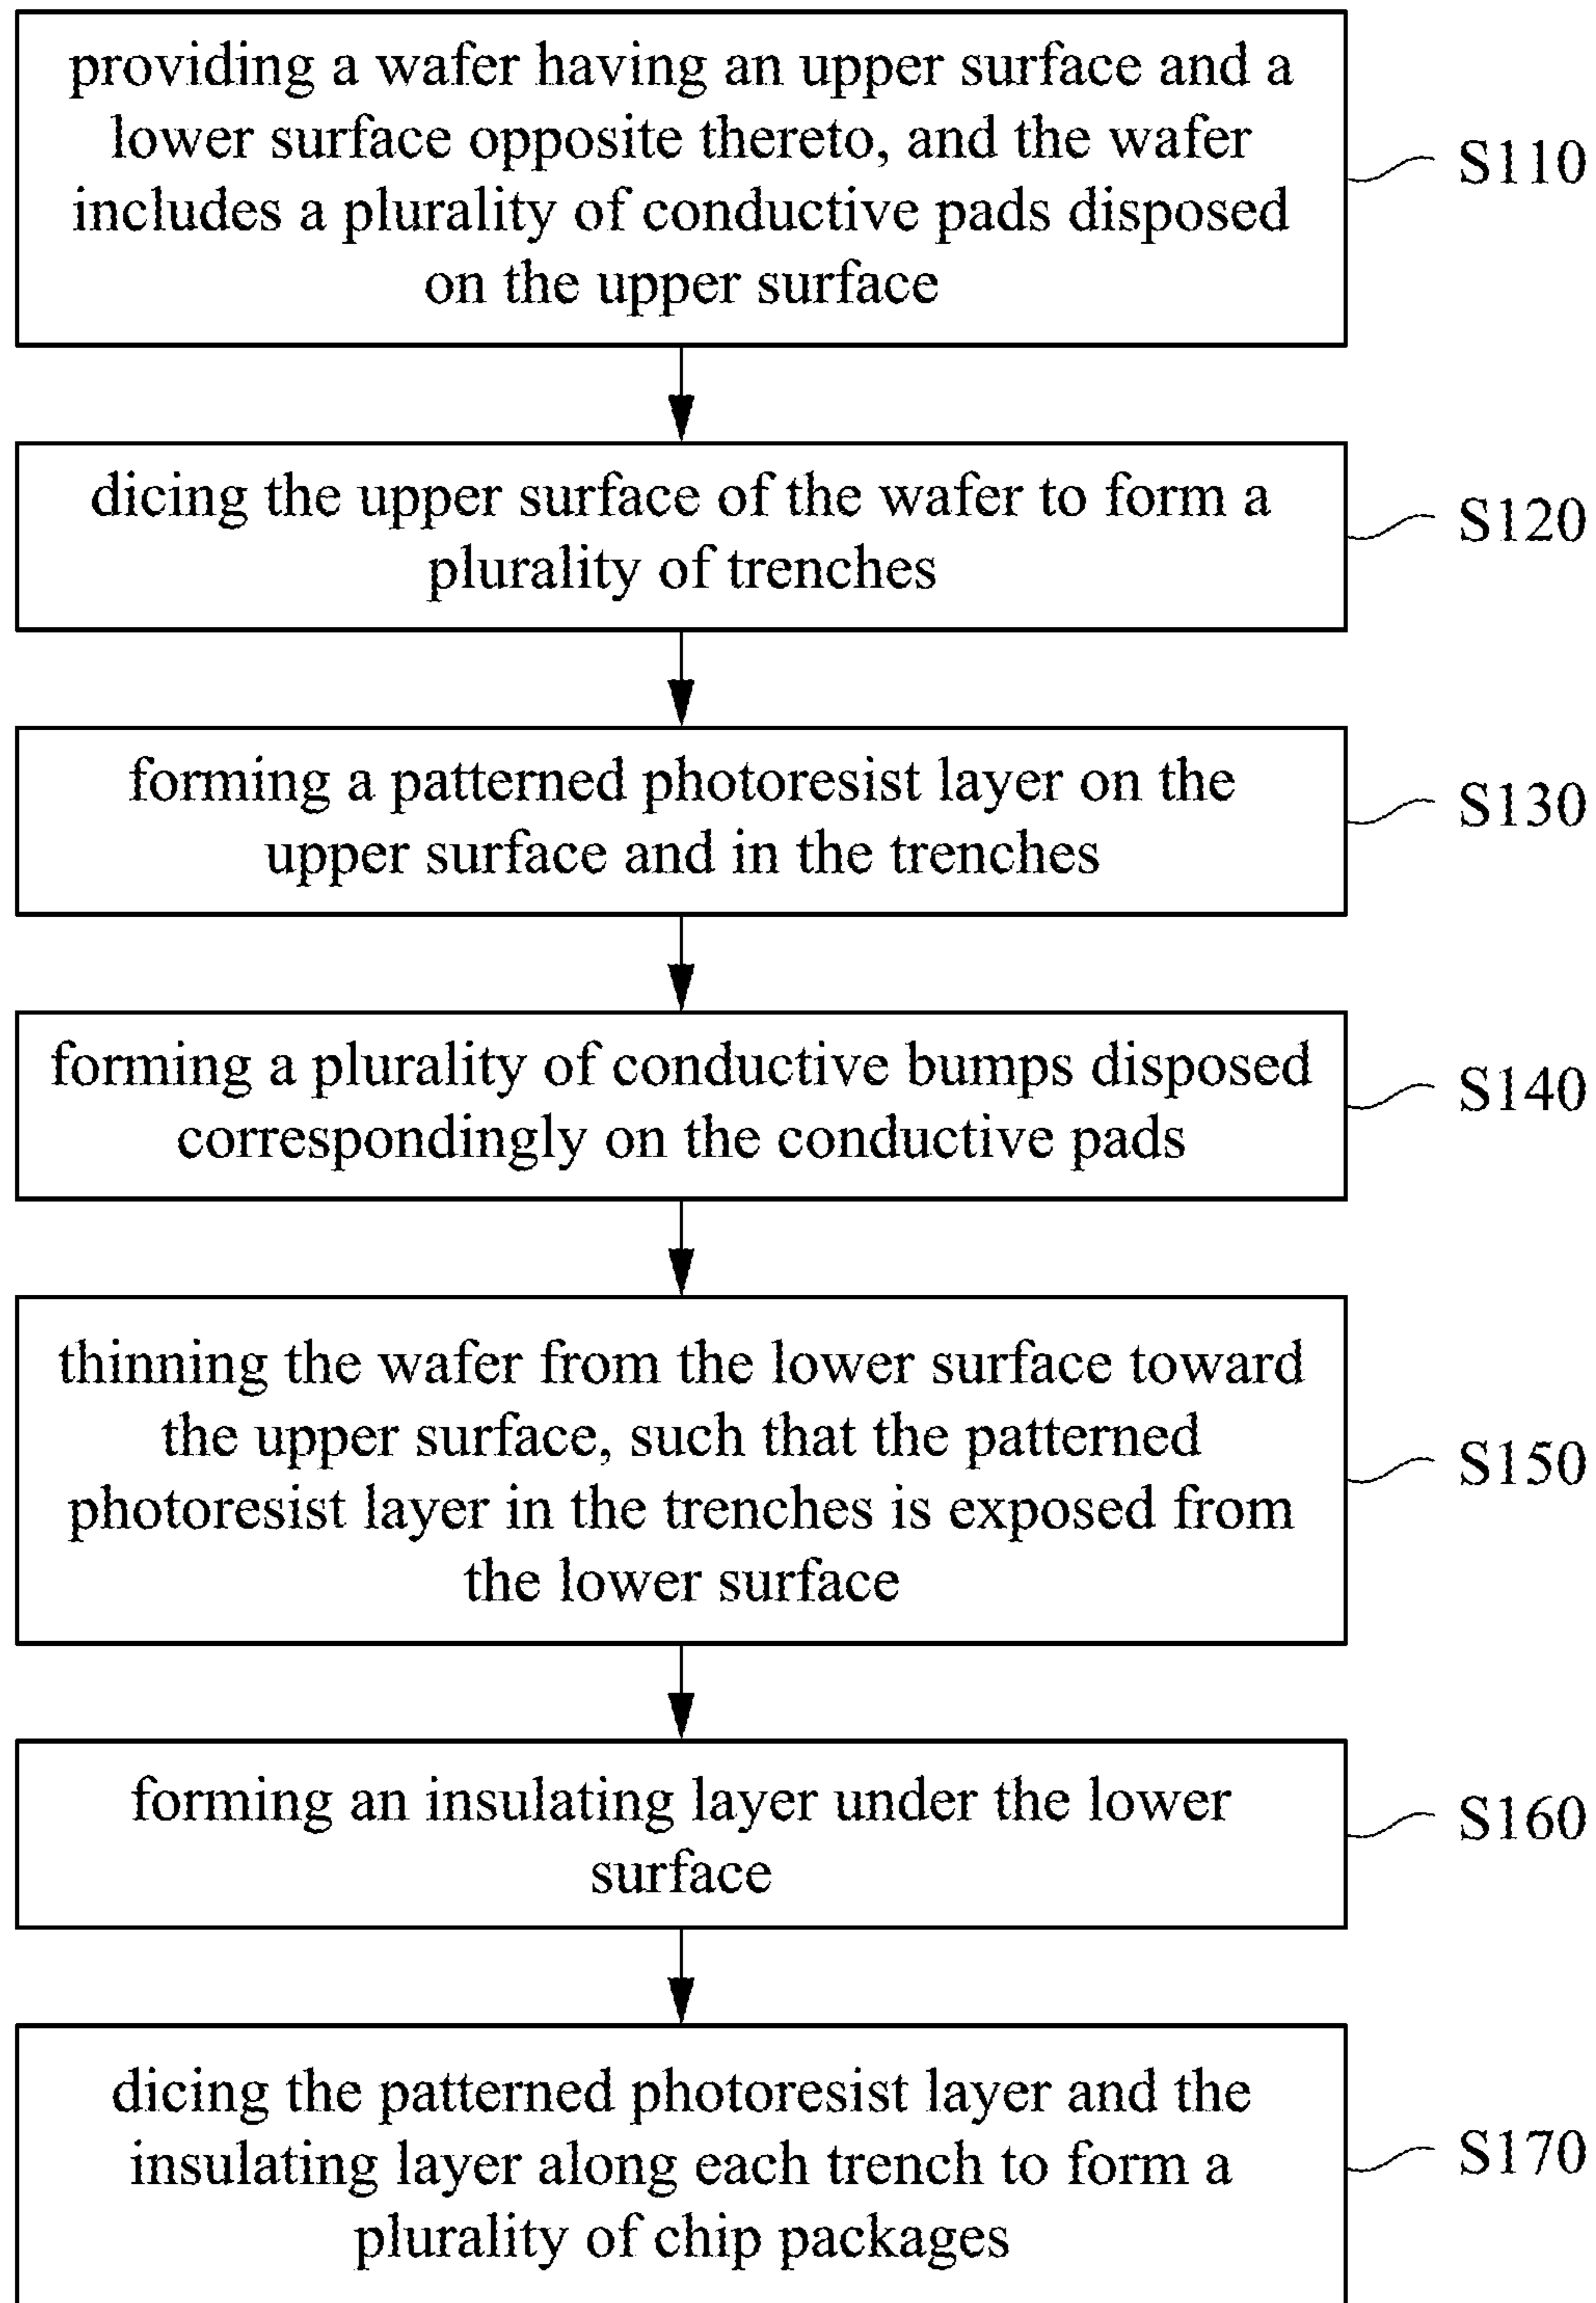 providing a wafer having an upper surface and a
lower surface opposite thereto, and the wafer
includes a plurality of conductive pads disposed
on the upper surface
S110
dicing the upper surface of the wafer to form a
plurality of trenches
S120
forming a patterned photoresist layer on the
upper surface and in the trenches
S130
forming a plurality of conductive bumps disposed
correspondingly on the conductive pads
S140
thinning the wafer from the lower surface toward
the upper surface, such that the patterned
photoresist layer in the trenches is exposed from
the lower surface
S150
forming an insulating layer under the lower
surface
S160
dicing the patterned photoresist layer and the
insulating layer along each trench to form a
plurality of chip packages
S170